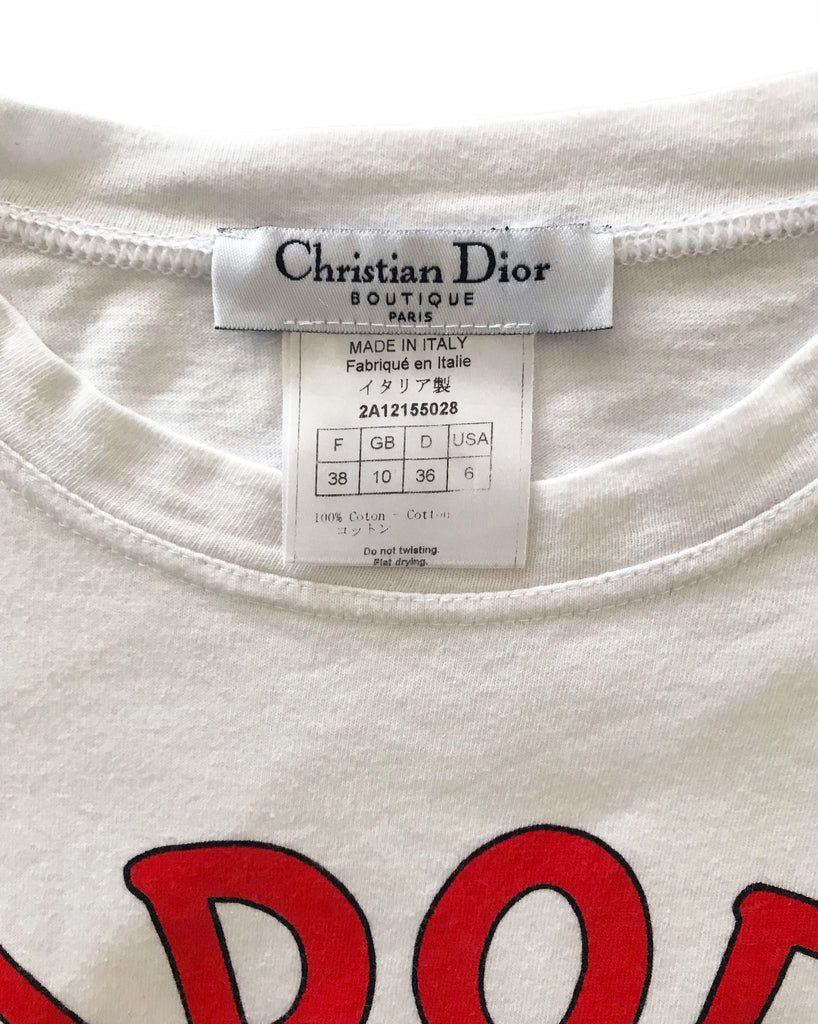 Christian Dior
BOUTIQUE
PARIS
MADE IN ITALY
Fabriqué en Italie
イタリア製
2A12155028
F GB D USA
38 10 36 6
100% Coton - Cotton
コットン
Do not twisting.
Flat drying.
DO